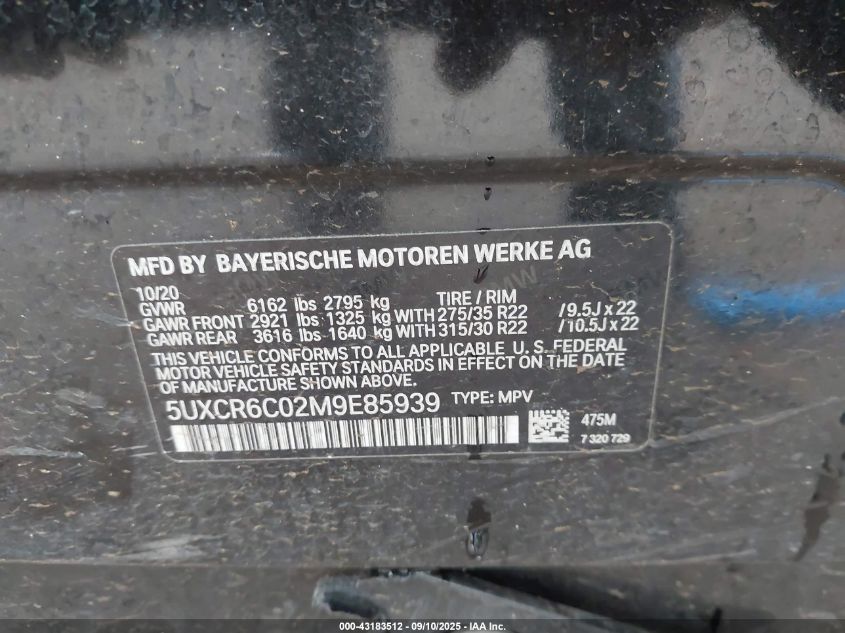 MFD BY BAYERISCHE MOTOREN WERKE AG
10/20
GVWR 6162 lbs 2795 kg TIRE / RIM
GAWR FRONT 2921 lbs 1325 kg WITH 275/35 R22 /9.5J x 22
GAWR REAR 3616 lbs 1640 kg WITH 315/30 R22 /10.5J x 22
THIS VEHICLE CONFORMS TO ALL APPLICABLE U. S. FEDERAL
MOTOR VEHICLE SAFETY STANDARDS IN EFFECT ON THE DATE
OF MANUFACTURE SHOWN ABOVE.
5UXCR6C02M9E85939 TYPE: MPV
475M
7 320 729
000-43183512 - 09/10/2025 - IAA Inc.